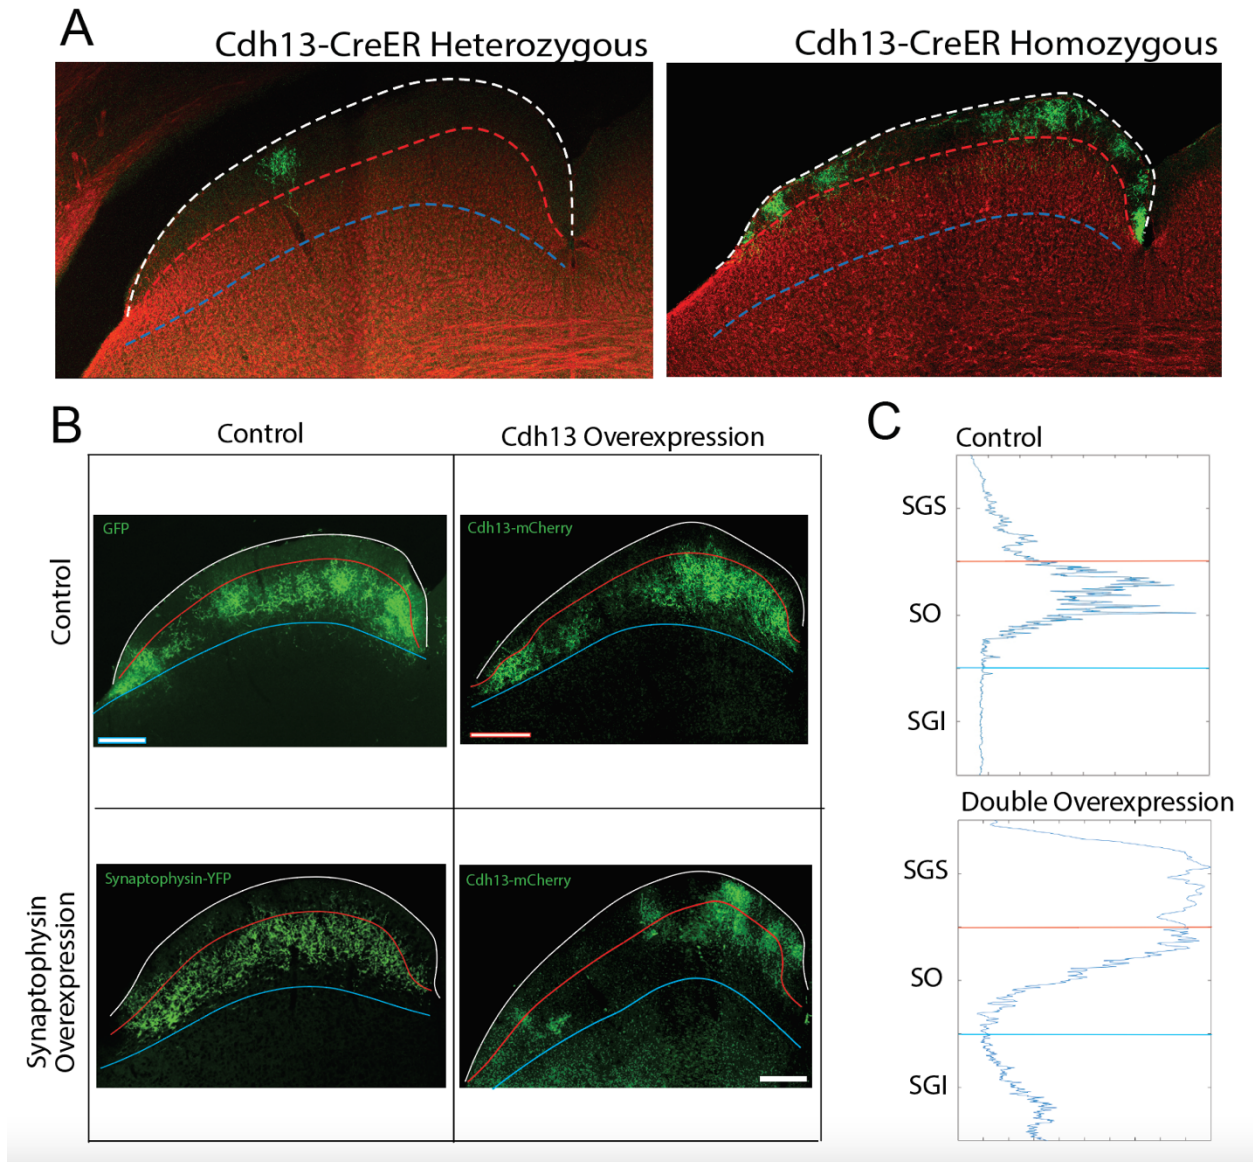 A
Cdh13-CreER Heterozygous
Cdh13-CreER Homozygous
B
Control
Cdh13 Overexpression
Control
GFP
Cdh13-mCherry
Synaptophysin
Overexpression
Synaptophysin-YFP
Cdh13-mCherry
C
Control
SGS
SO
SGI
Double Overexpression
SGS
SO
SGI